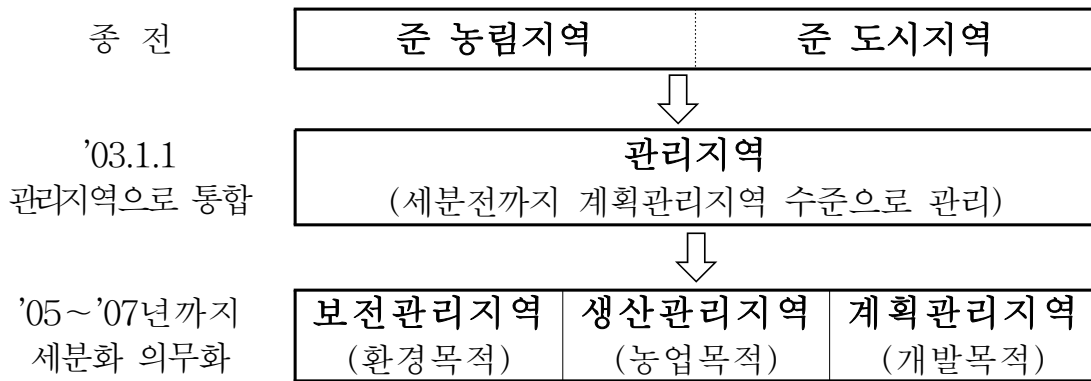 종 전
준 농림지역 준 도시지역
’03.1.1
관리지역으로 통합
관리지역
(세분전까지 계획관리지역 수준으로 관리)
’05～’07년까지
세분화 의무화
보전관리지역 생산관리지역 계획관리지역
(환경목적) (농업목적) (개발목적)